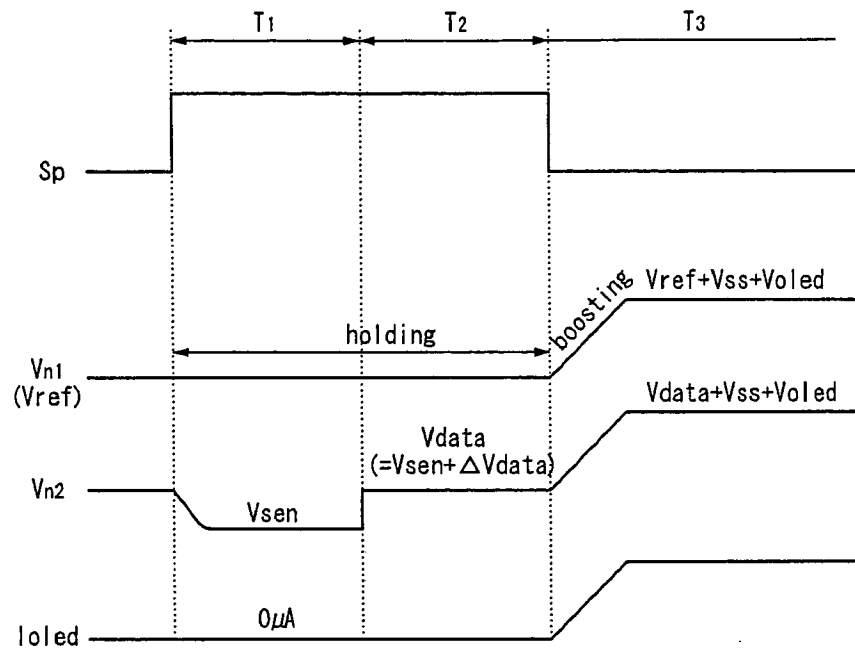 T1 T2 T3
Sp
Vref+Vss+Voled
boosting
holding
Vn1
(Vref)
Vdata+Vss+Voled
Vdata
(=Vsen+△Vdata)
Vn2
Vsen
0μA
Ioled